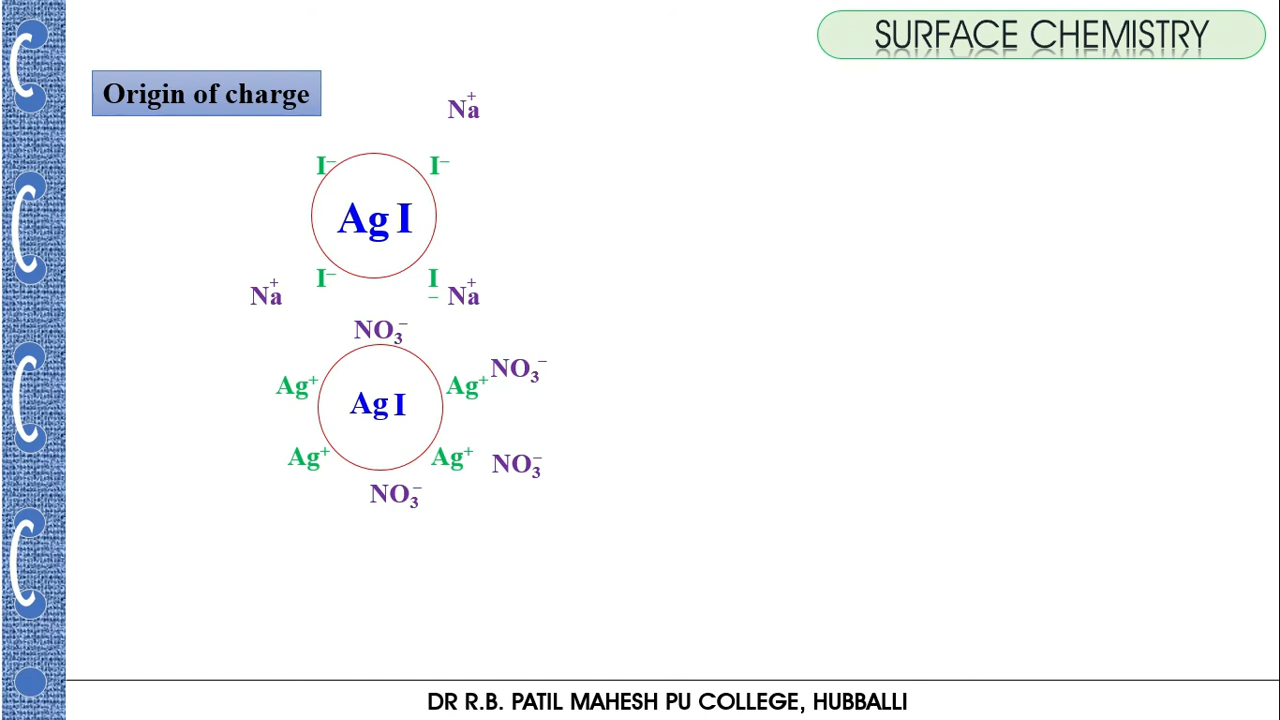 SURFACE CHEMISTRY
Origin of charge
Na⁺
I⁻ I⁻
Ag I
I⁻ I⁻
Na⁺ Na⁺
NO₃⁻
NO₃⁻
Ag⁺ Ag⁺
Ag I
Ag⁺ Ag⁺ NO₃⁻
NO₃⁻
DR R.B. PATIL MAHESH PU COLLEGE, HUBBALLI